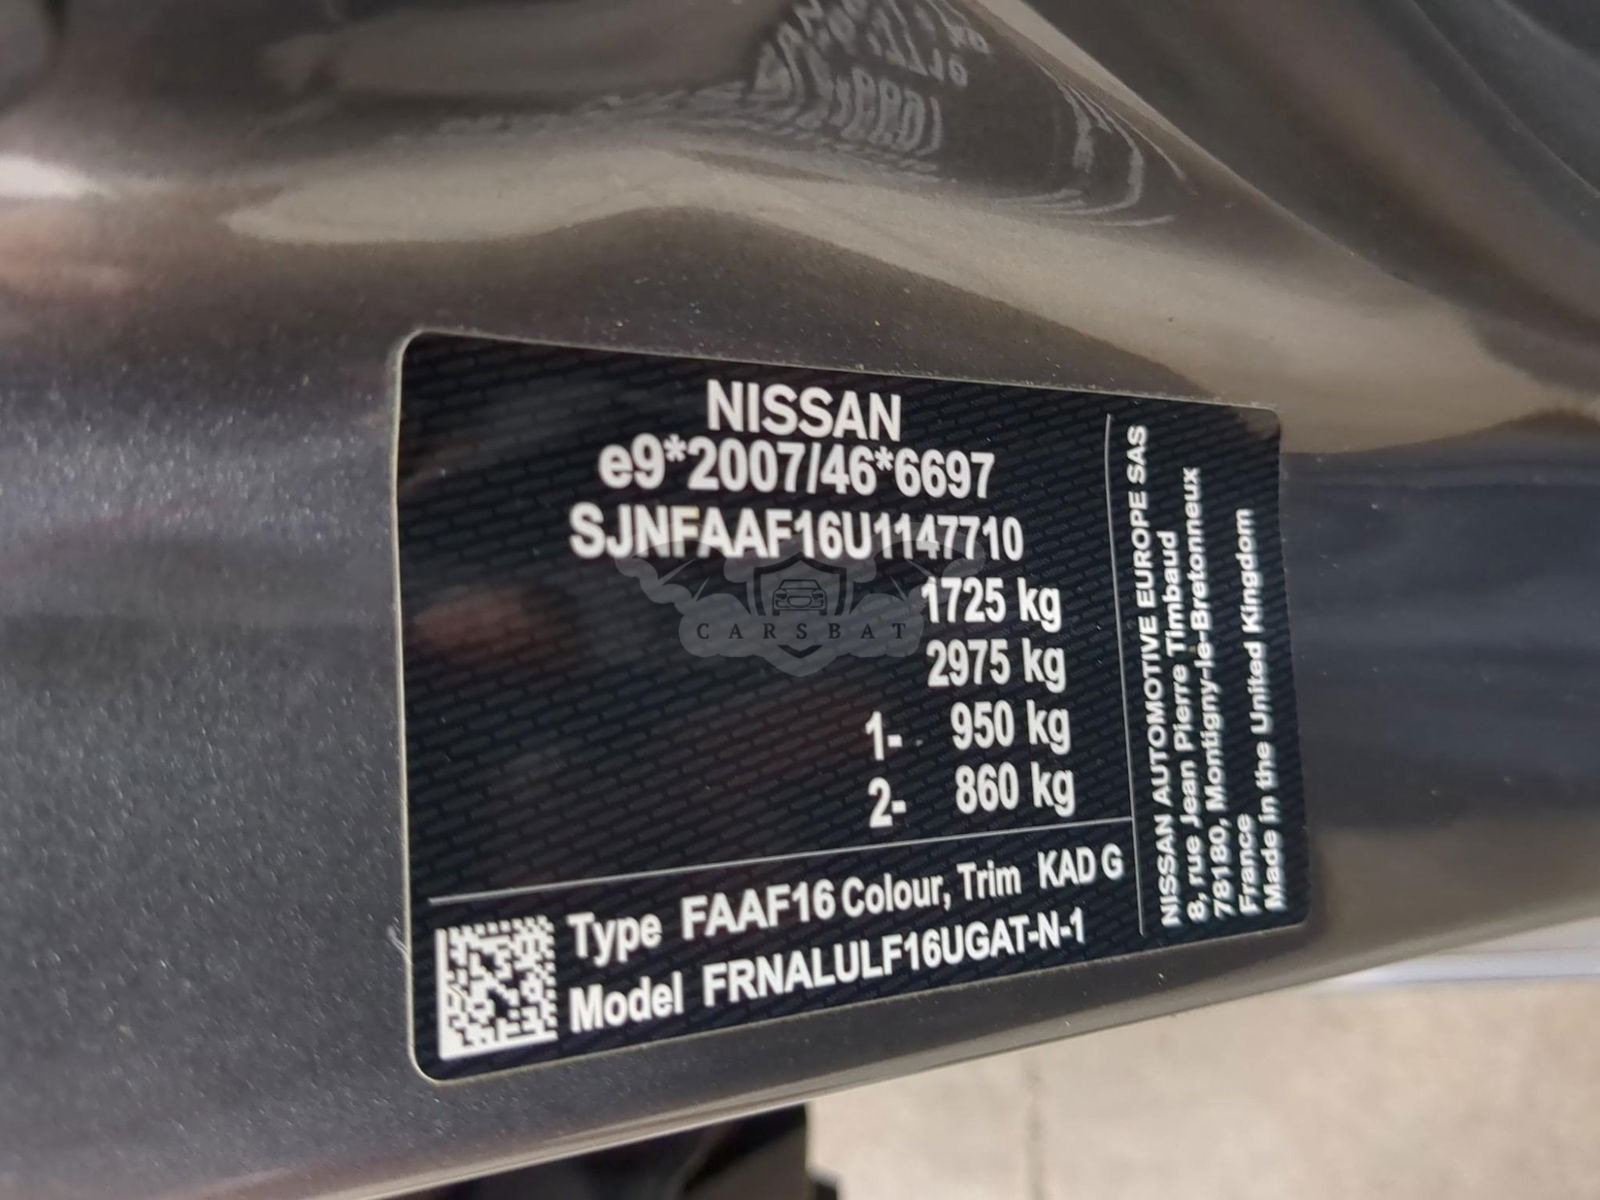 NISSAN
e9*2007/46*6697
SJNFAAF16U1147710
1725 kg
2975 kg
1- 950 kg
2- 860 kg
Type FAAF16 Colour, Trim KAD G
Model FRNALULF16UGAT-N-1
NISSAN AUTOMOTIVE EUROPE SAS
8, rue Jean Pierre Timbaud
78180, Montigny-le-Bretonneux
France
Made in the United Kingdom
CARSBAT